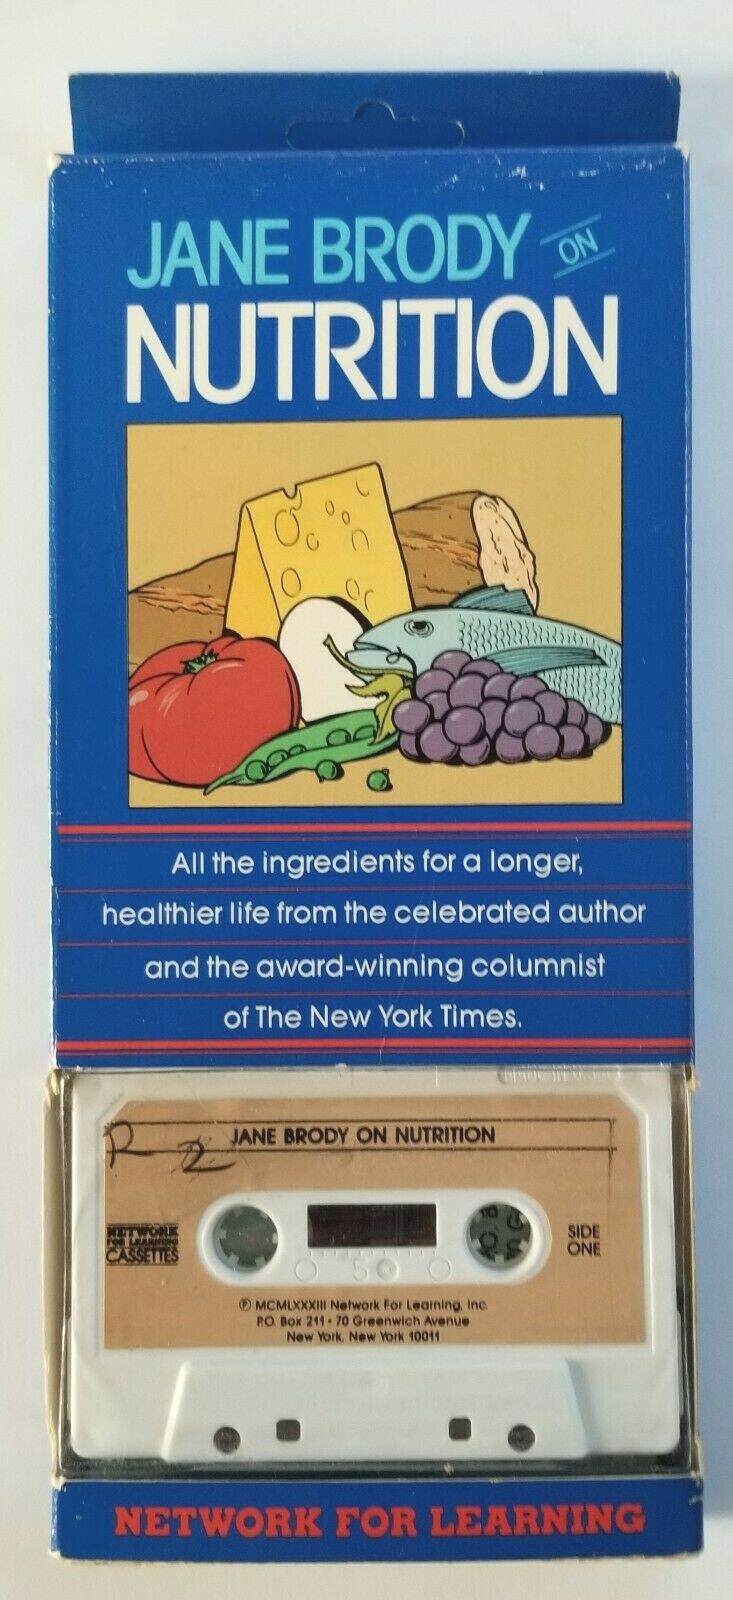 JANE BRODY ON
NUTRITION
All the ingredients for a longer,
healthier life from the celebrated author
and the award-winning columnist
of The New York Times.
R 2
JANE BRODY ON NUTRITION
NETWORK
FOR LEARNING
CASSETTES
SIDE
ONE
℗ MCMLXXXIII Network For Learning, Inc.
P.O. Box 211 • 70 Greenwich Avenue
New York, New York 10011
NETWORK FOR LEARNING